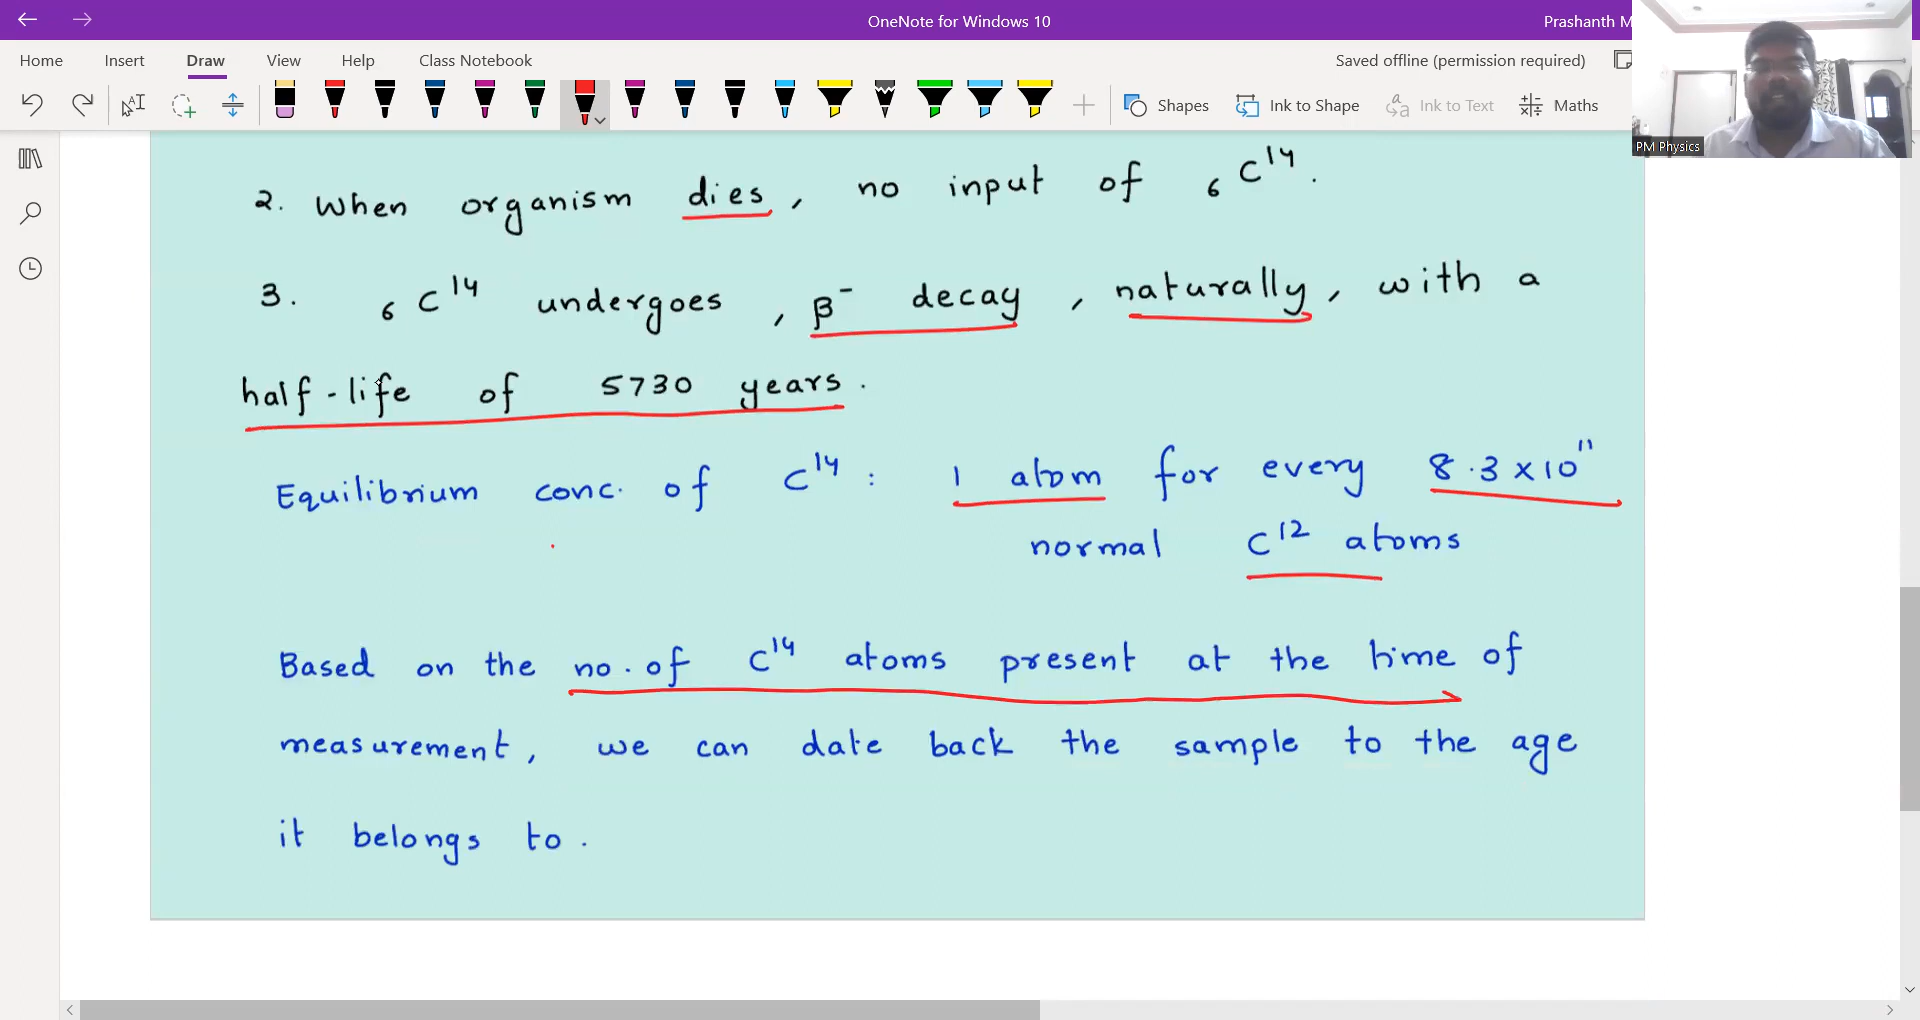 OneNote for Windows 10
Prashanth M
Home Insert Draw View Help Class Notebook
Saved offline (permission required)
Shapes Ink to Shape Ink to Text Maths
PM Physics
2. When organism dies, no input of ₆C¹⁴.
3. ₆C¹⁴ undergoes, β⁻ decay, naturally, with a
half-life of 5730 years.
Equilibrium conc. of C¹⁴ : 1 atom for every 8.3 × 10¹¹
normal C¹² atoms
Based on the no. of C¹⁴ atoms present at the time of
measurement, we can date back the sample to the age
it belongs to.